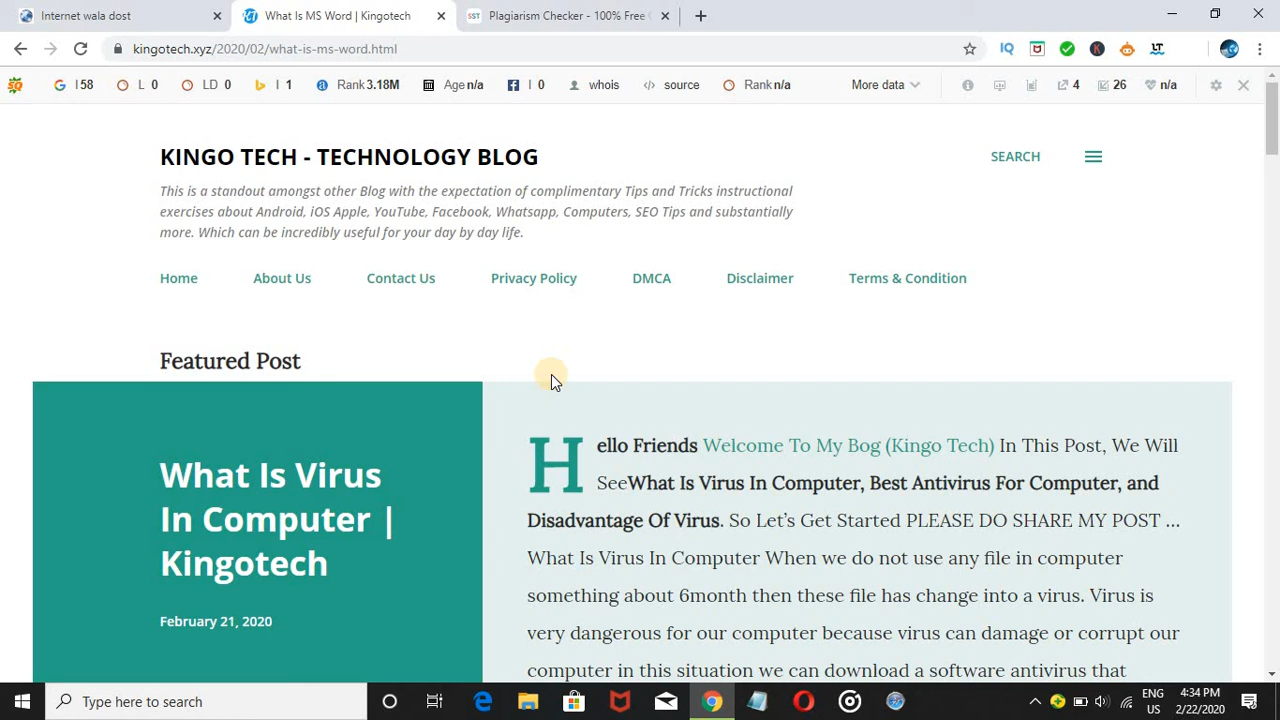 Internet wala dost
What Is MS Word | Kingotech
Plagiarism Checker - 100% Free
kingotech.xyz/2020/02/what-is-ms-word.html
I 58 L 0 LD 0 I 1 Rank3.18M Agen/a I 0 whois source Rankn/a More data 4 26 n/a
KINGO TECH - TECHNOLOGY BLOG
SEARCH
This is a standout amongst other Blog with the expectation of complimentary Tips and Tricks instructional
exercises about Android, iOS Apple, YouTube, Facebook, Whatsapp, Computers, SEO Tips and substantially
more. Which can be incredibly useful for your day by day life.
Home About Us Contact Us Privacy Policy DMCA Disclaimer Terms & Condition
Featured Post
What Is Virus
In Computer |
Kingotech
February 21, 2020
Hello Friends Welcome To My Bog (Kingo Tech) In This Post, We Will
SeeWhat Is Virus In Computer, Best Antivirus For Computer, and
Disadvantage Of Virus. So Let’s Get Started PLEASE DO SHARE MY POST ...
What Is Virus In Computer When we do not use any file in computer
something about 6month then these file has change into a virus. Virus is
very dangerous for our computer because virus can damage or corrupt our
computer in this situation we can download a software antivirus that
Type here to search
ENG
US
4:34 PM
2/22/2020